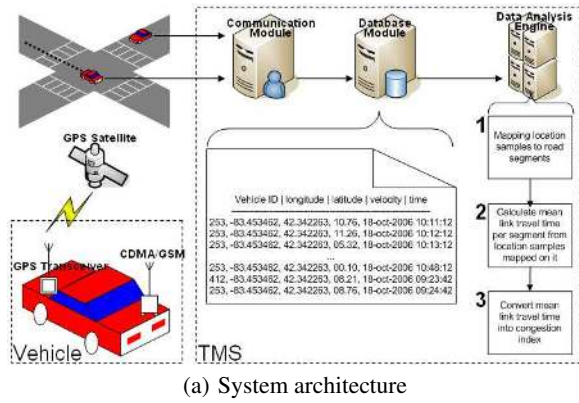 Communication
Module
Database
Module
Data Analysis
Engine
GPS Satellite
GPS Transceiver
CDMA/GSM
Vehicle
TMS
Vehicle ID | longitude | latitude | velocity | time
253, -83.453462, 42.342263, 10.76, 18-oct-2006 10:11:12
253, -83.453462, 42.342263, 11.26, 18-oct-2006 10:12:12
253, -83.453462, 42.342263, 05.32, 18-oct-2006 10:13:12
...
253, -83.453462, 42.342263, 00.10, 18-oct-2006 10:48:12
412, -83.453462, 42.342263, 08.21, 18-oct-2006 09:23:42
253, -83.453462, 42.342263, 08.76, 18-oct-2006 09:24:42
1
Mapping location
samples to road
segments
2
Calculate mean
link travel time
per segment from
location samples
mapped on it
3
Convert mean
link travel time
into congestion
index
(a) System architecture